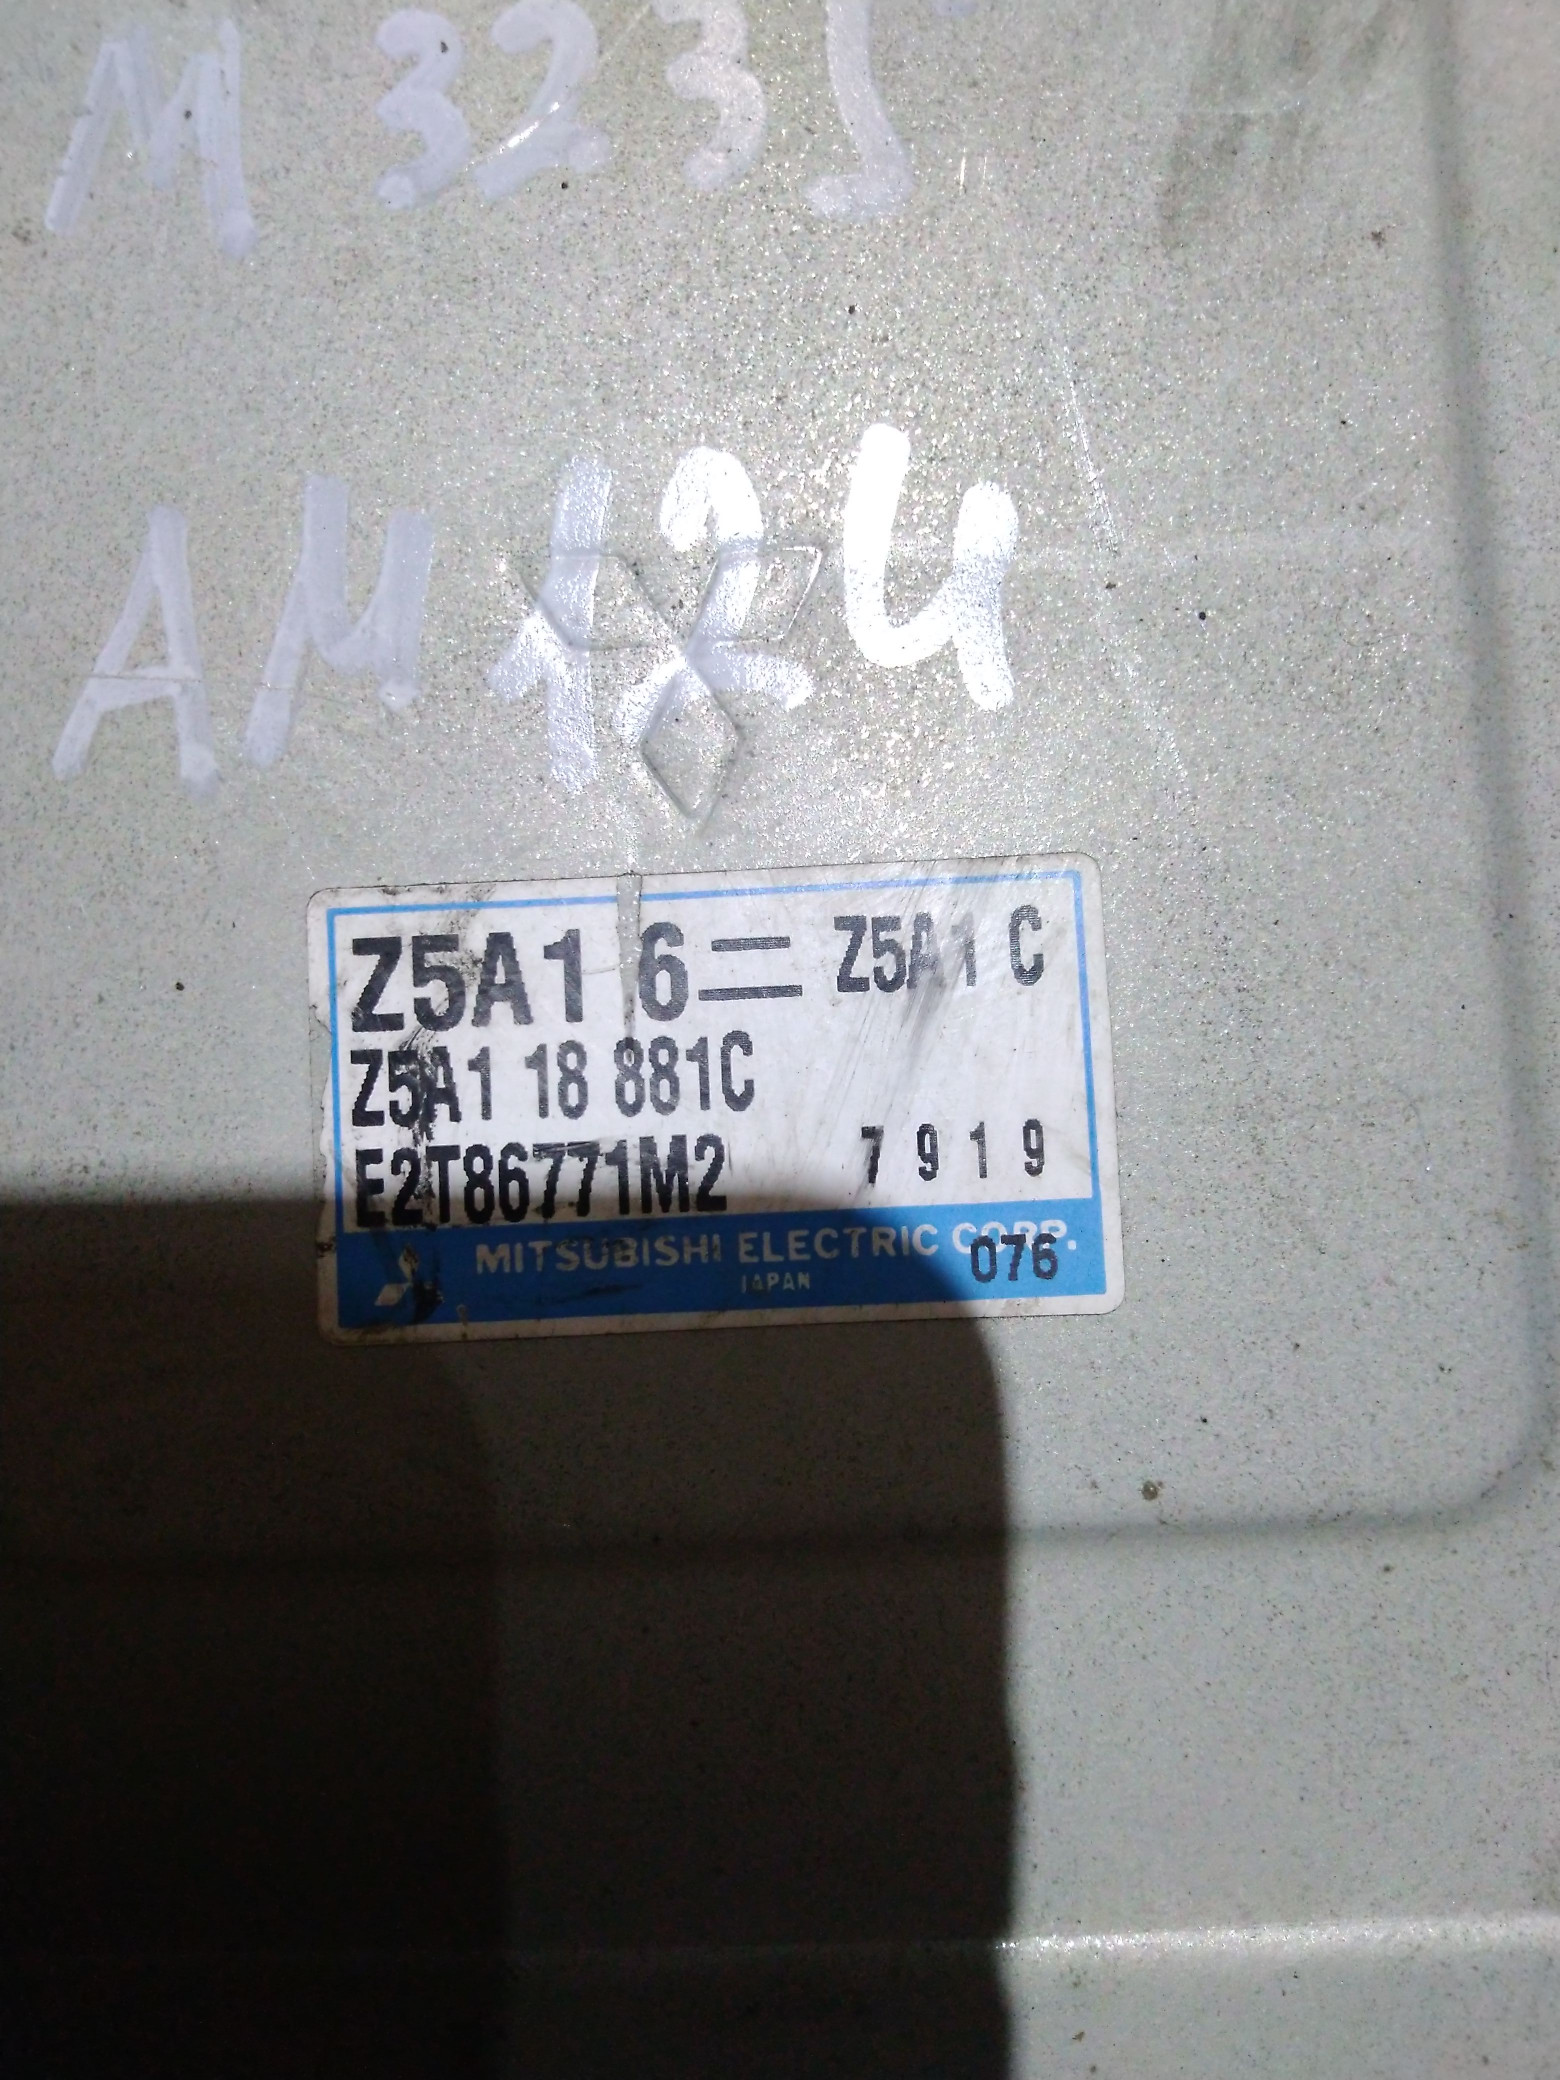 M 323
AM 124
Z5A1 6= Z5A1 C
Z5A1 18 881C
E2T86771M2 7919
MITSUBISHI ELECTRIC CORP.
076
JAPAN